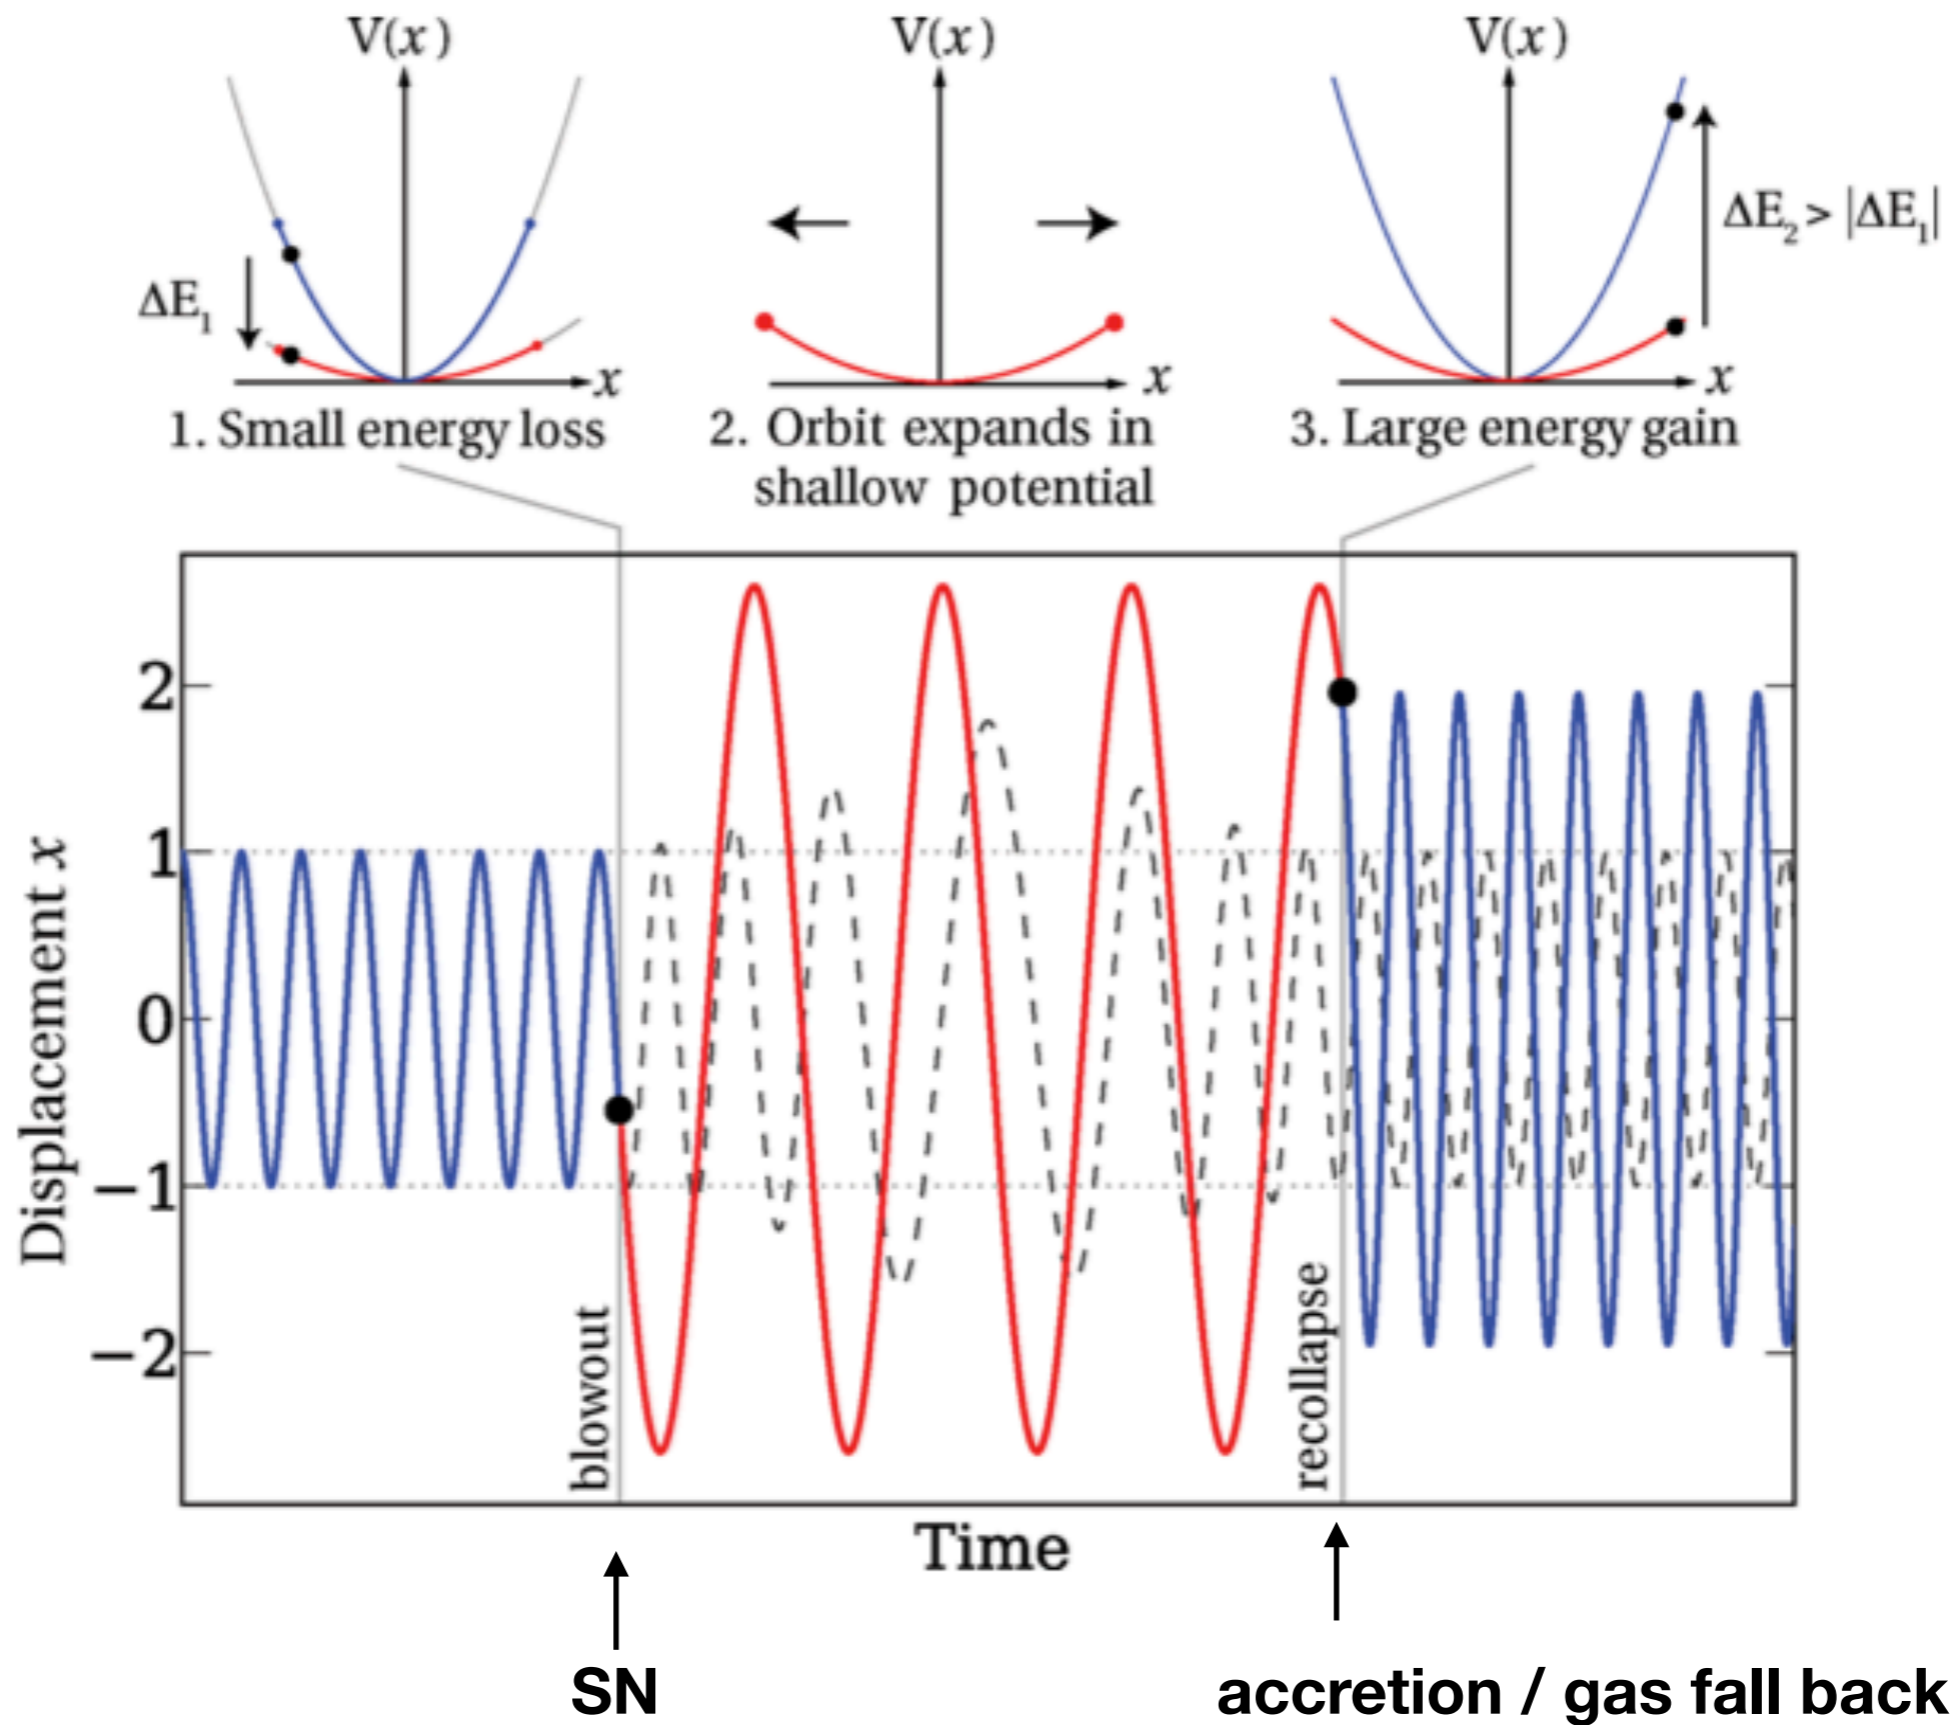 V(x)
V(x)
V(x)
ΔE₁
ΔE₂ > |ΔE₁|
x
x
x
1. Small energy loss
2. Orbit expands in
shallow potential
3. Large energy gain
Displacement x
2
1
0
−1
−2
blowout
recollapse
Time
SN
accretion / gas fall back